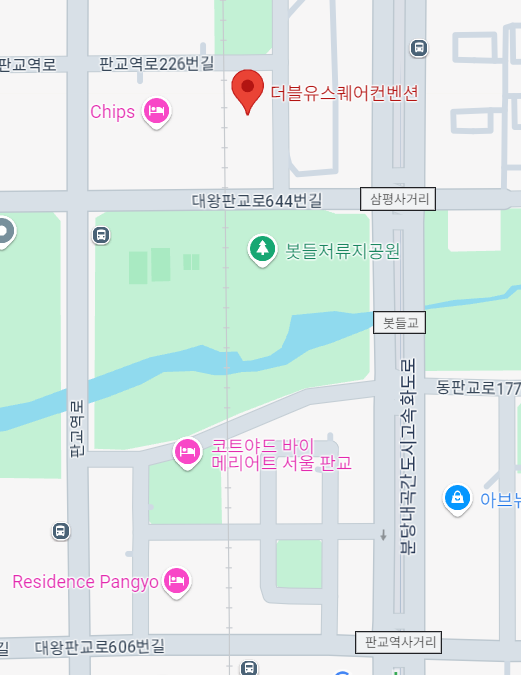 판교역로
판교역로226번길
Chips
더블유스퀘어컨벤션
대왕판교로644번길
삼평사거리
봇들저류지공원
봇들교
동판교로177
판교역로
분당내곡간도시고속화도로
코트야드 바이
메리어트 서울 판교
아브뉴
Residence Pangyo
길
대왕판교로606번길
판교역사거리